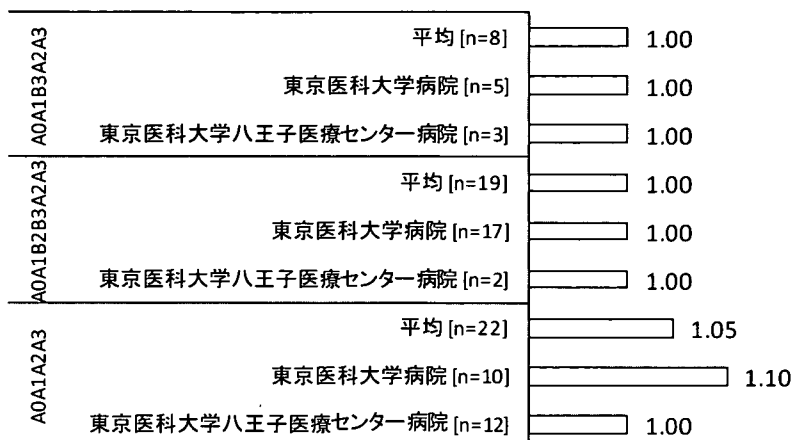 A0A1B3A2A3
平均 [n=8] 1.00
東京医科大学病院 [n=5] 1.00
東京医科大学八王子医療センター病院 [n=3] 1.00
A0A1B2B3A2A3
平均 [n=19] 1.00
東京医科大学病院 [n=17] 1.00
東京医科大学八王子医療センター病院 [n=2] 1.00
A0A1A2A3
平均 [n=22] 1.05
東京医科大学病院 [n=10] 1.10
東京医科大学八王子医療センター病院 [n=12] 1.00